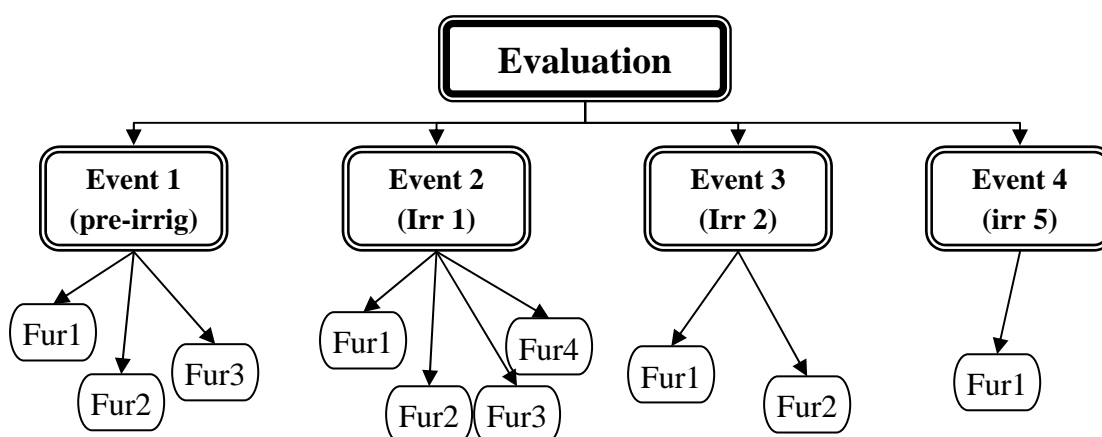 Evaluation
Event 1
(pre-irrig)
Event 2
(Irr 1)
Event 3
(Irr 2)
Event 4
(irr 5)
Fur1
Fur2
Fur3
Fur1
Fur2
Fur3
Fur4
Fur1
Fur2
Fur1